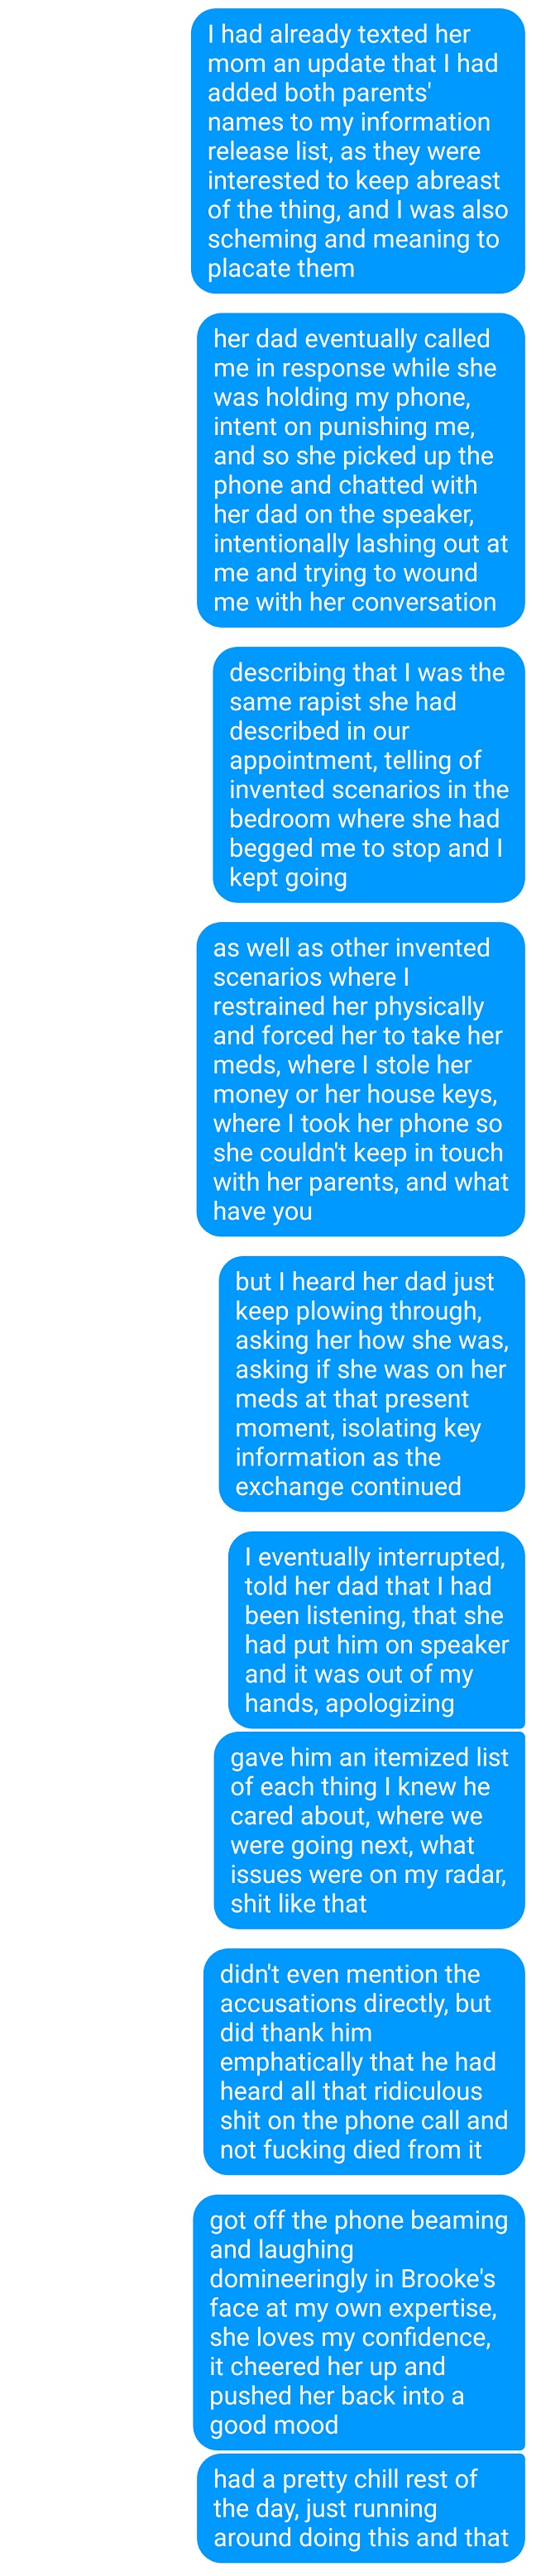 I had already texted her
mom an update that I had
added both parents'
names to my information
release list, as they were
interested to keep abreast
of the thing, and I was also
scheming and meaning to
placate them
her dad eventually called
me in response while she
was holding my phone,
intent on punishing me,
and so she picked up the
phone and chatted with
her dad on the speaker,
intentionally lashing out at
me and trying to wound
me with her conversation
describing that I was the
same rapist she had
described in our
appointment, telling of
invented scenarios in the
bedroom where she had
begged me to stop and I
kept going
as well as other invented
scenarios where I
restrained her physically
and forced her to take her
meds, where I stole her
money or her house keys,
where I took her phone so
she couldn't keep in touch
with her parents, and what
have you
but I heard her dad just
keep plowing through,
asking her how she was,
asking if she was on her
meds at that present
moment, isolating key
information as the
exchange continued
I eventually interrupted,
told her dad that I had
been listening, that she
had put him on speaker
and it was out of my
hands, apologizing
gave him an itemized list
of each thing I knew he
cared about, where we
were going next, what
issues were on my radar,
shit like that
didn't even mention the
accusations directly, but
did thank him
emphatically that he had
heard all that ridiculous
shit on the phone call and
not fucking died from it
got off the phone beaming
and laughing
domineeringly in Brooke's
face at my own expertise,
she loves my confidence,
it cheered her up and
pushed her back into a
good mood
had a pretty chill rest of
the day, just running
around doing this and that